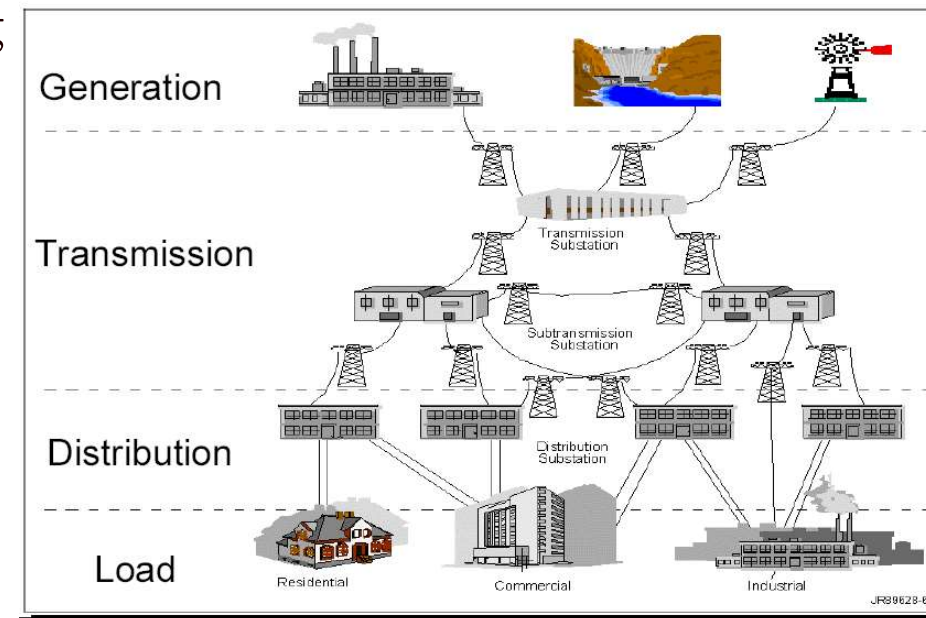 Generation
Transmission
Substation
Transmission
Subtransmission
Substation
Distribution
Distribution
Substation
Load
Residential
Commercial
Industrial